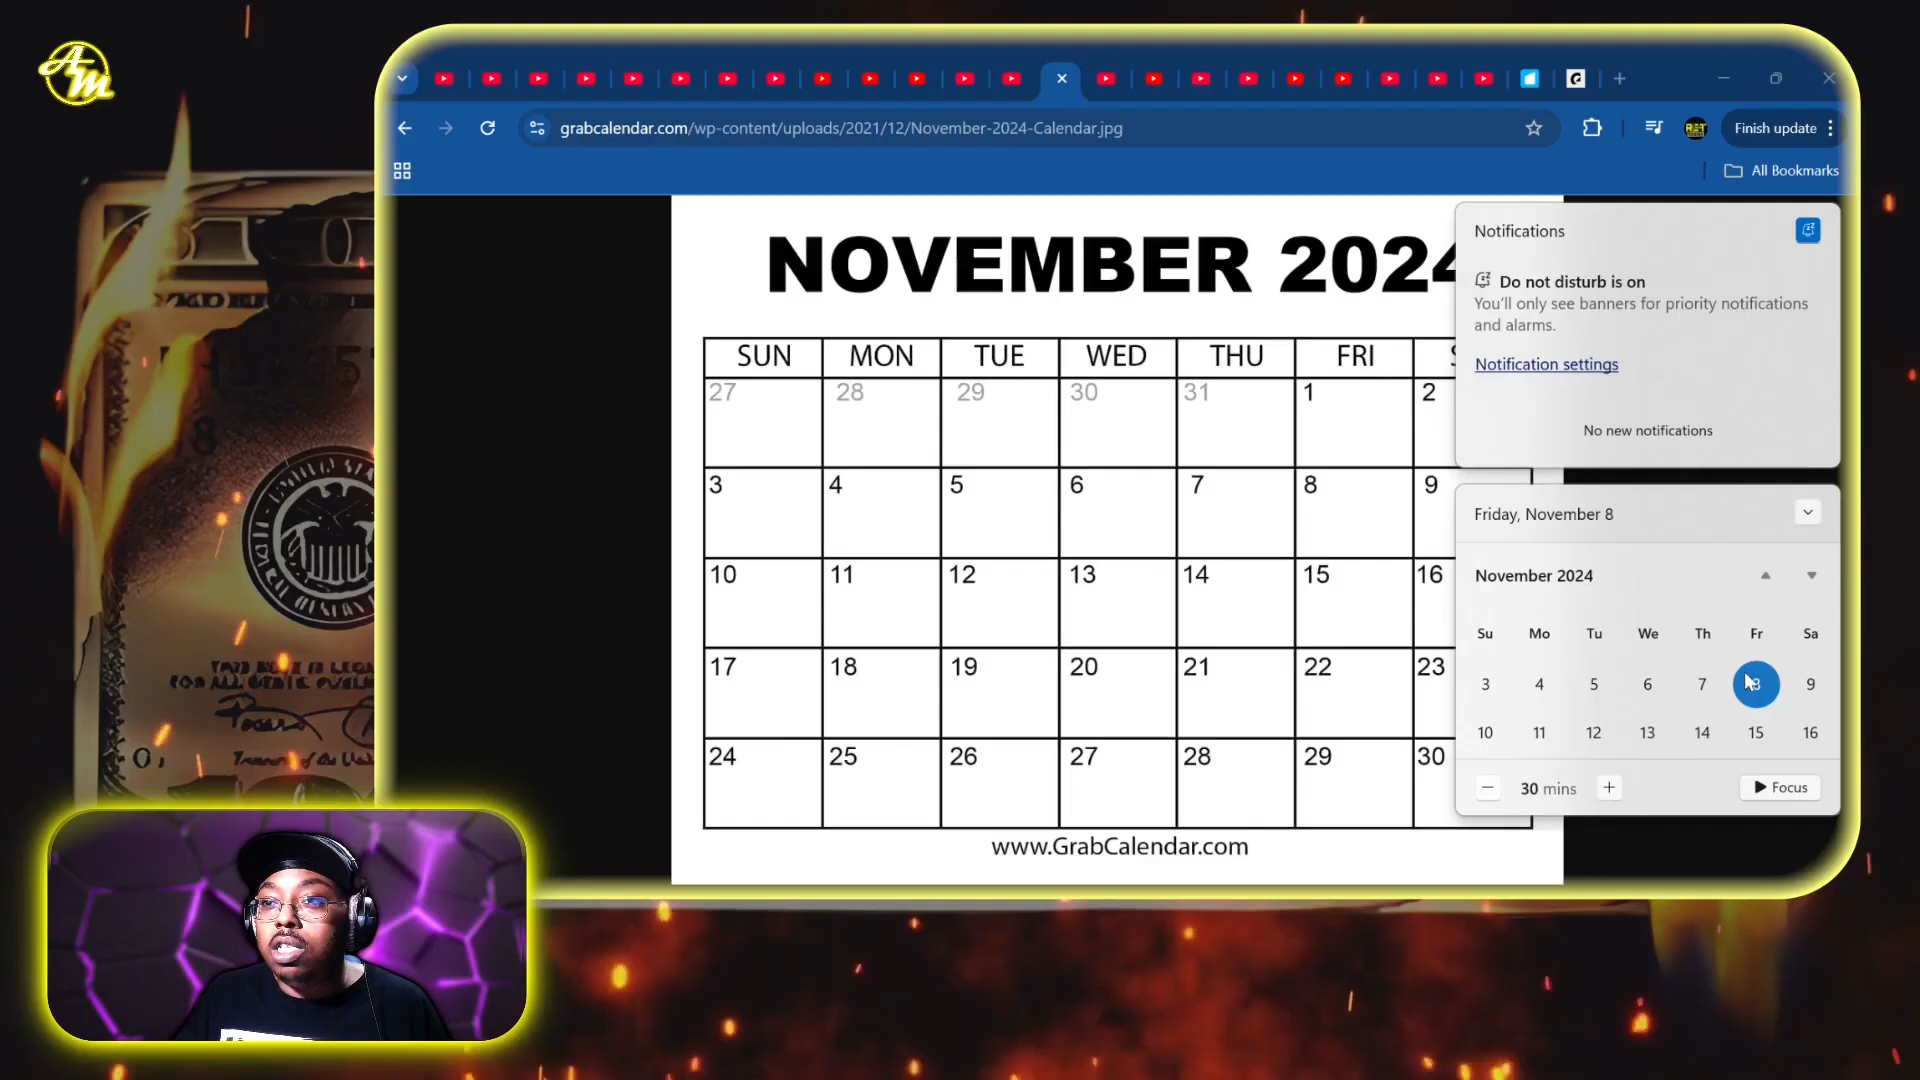 AM
grabcalendar.com/wp-content/uploads/2021/12/November-2024-Calendar.jpg
RET
Finish update
All Bookmarks
NOVEMBER 2024
SUN MON TUE WED THU FRI
27 28 29 30 31 1 2
3 4 5 6 7 8 9
10 11 12 13 14 15 16
17 18 19 20 21 22 23
24 25 26 27 28 29 30
www.GrabCalendar.com
Notifications
Do not disturb is on
You'll only see banners for priority notifications
and alarms.
Notification settings
No new notifications
Friday, November 8
November 2024
Su Mo Tu We Th Fr Sa
3 4 5 6 7 8 9
10 11 12 13 14 15 16
30 mins
Focus